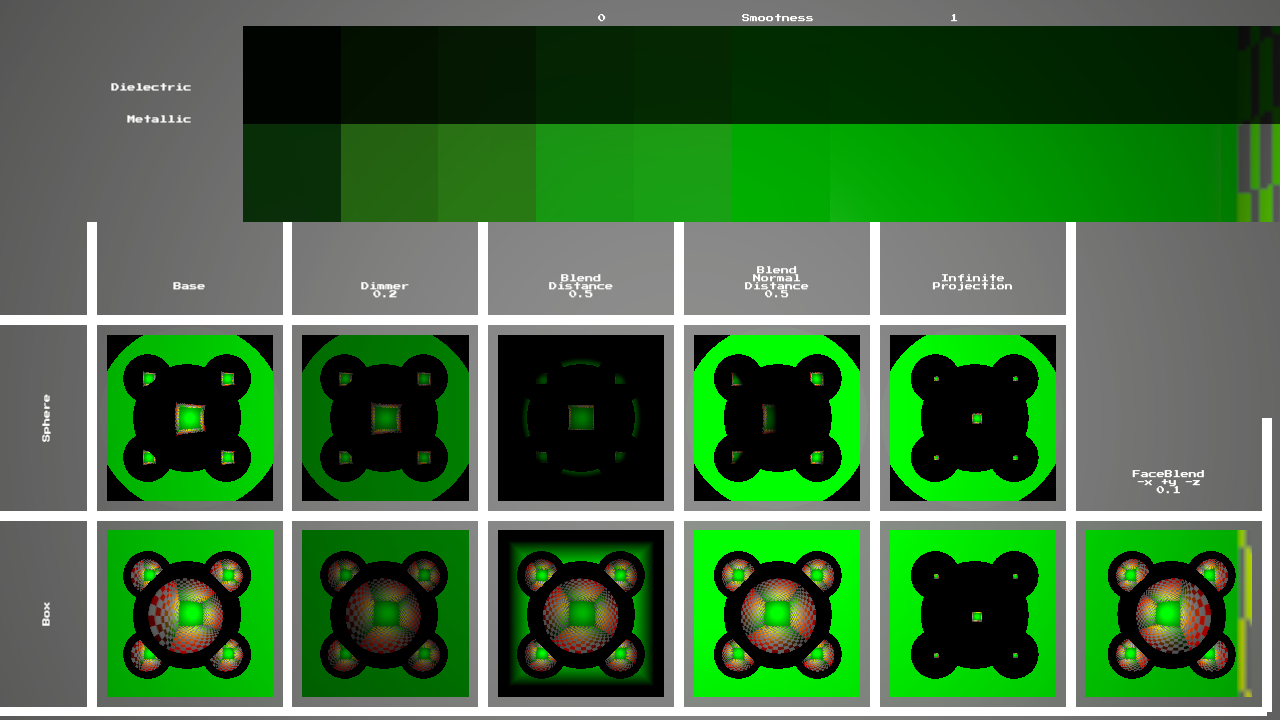 0 Smootness 1
Dielectric
Metallic
Base
Dimmer
0.2
Blend
Distance
0.5
Blend
Normal
Distance
0.5
Infinite
Projection
Sphere
FaceBlend
-x +y -z
0.1
Box